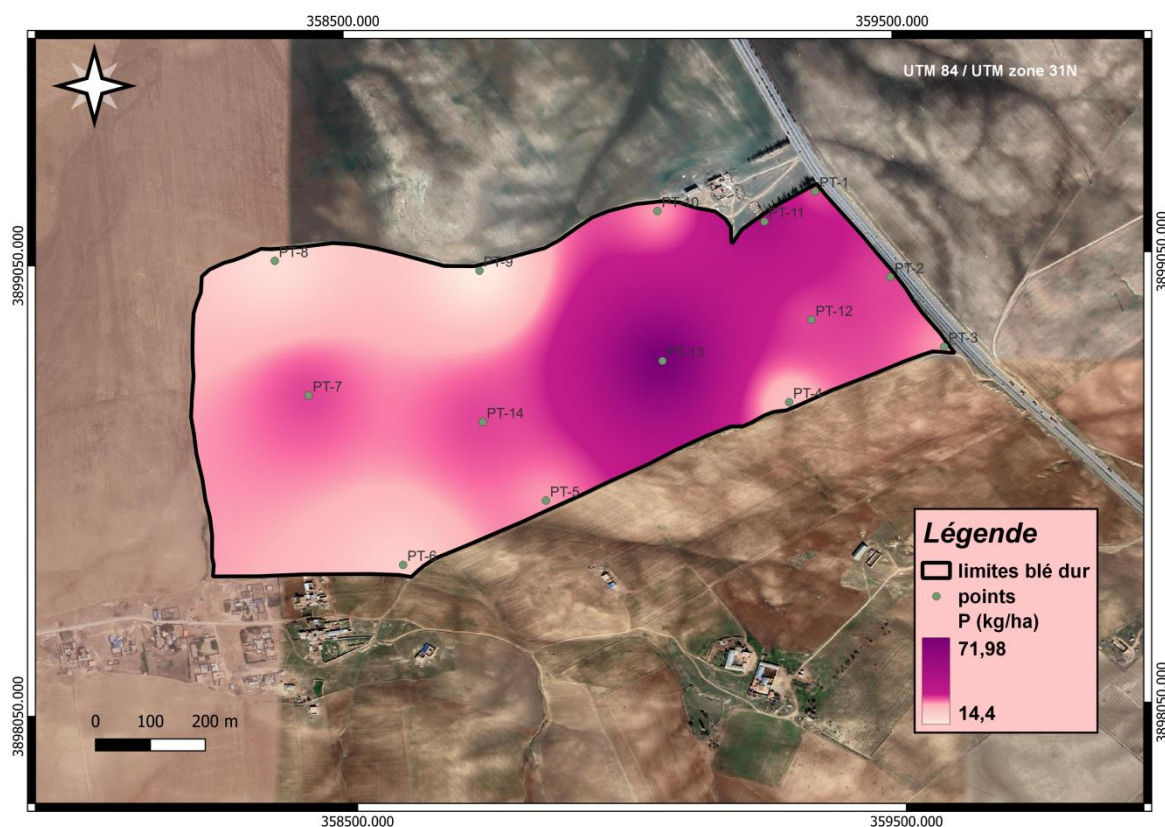 358500.000
359500.000
UTM 84 / UTM zone 31N
PT-1
PT-10
PT-11
3899050.000
3899050.000
PT-8
PT-9
PT-2
PT-12
PT-3
PT-13
PT-7
PT-4
PT-14
PT-5
PT-6
Légende
limites blé dur
points
P (kg/ha)
71,98
14,4
3898050.000
3898050.000
0 100 200 m
358500.000
359500.000